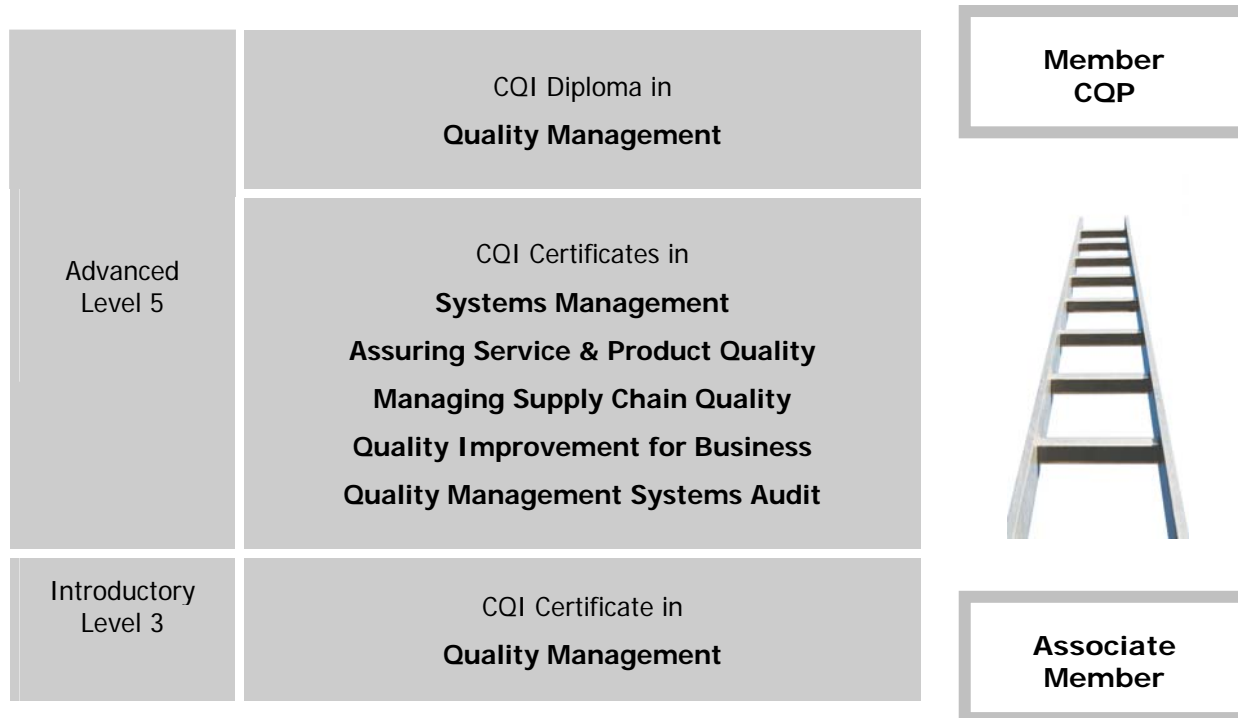 CQI Diploma in
Quality Management
Member
CQP
Advanced
Level 5
CQI Certificates in
Systems Management
Assuring Service & Product Quality
Managing Supply Chain Quality
Quality Improvement for Business
Quality Management Systems Audit
Introductory
Level 3
CQI Certificate in
Quality Management
Associate
Member